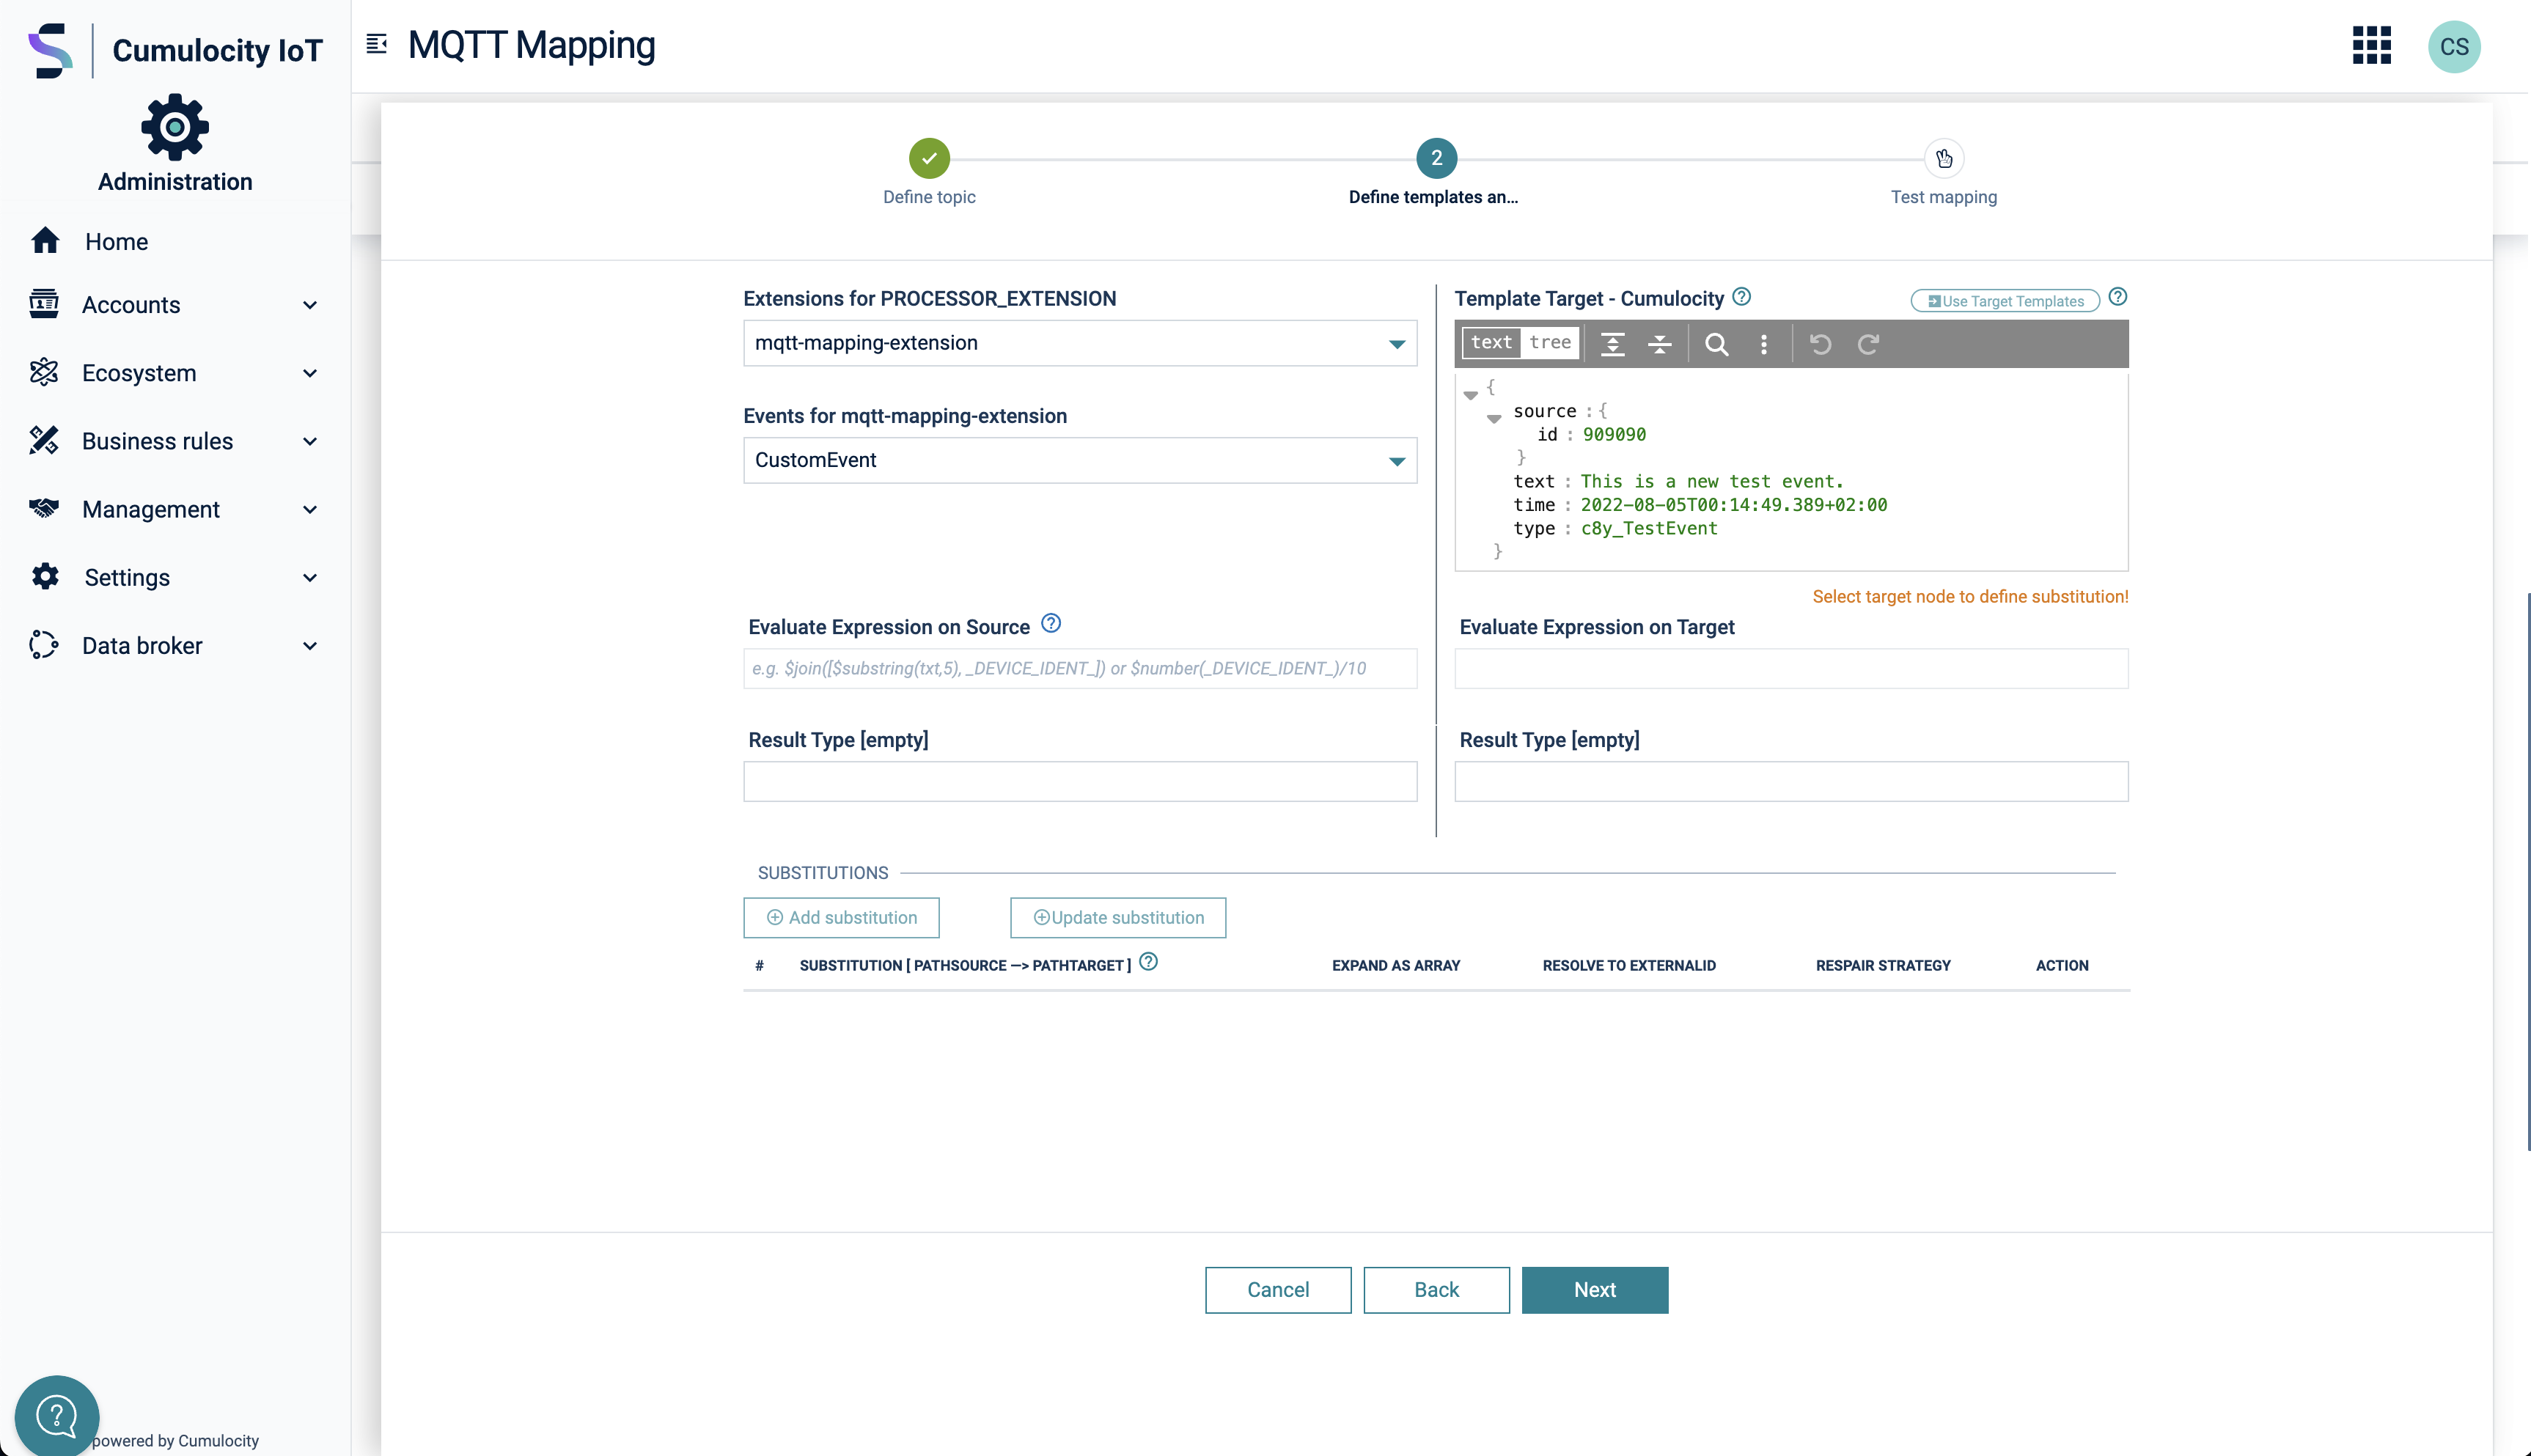 Cumulocity IoT
MQTT Mapping
CS
Administration
Home
Accounts
Ecosystem
Business rules
Management
Settings
Data broker
powered by Cumulocity
2
Define topic
Define templates an...
Test mapping
Extensions for PROCESSOR_EXTENSION
mqtt-mapping-extension
Events for mqtt-mapping-extension
CustomEvent
Template Target - Cumulocity
Use Target Templates
text tree
{
source : {
id : 909090
}
text : This is a new test event.
time : 2022-08-05T00:14:49.389+02:00
type : c8y_TestEvent
}
Select target node to define substitution!
Evaluate Expression on Source
e.g. $join([$substring(txt,5), _DEVICE_IDENT_]) or $number(_DEVICE_IDENT_)/10
Evaluate Expression on Target
Result Type [empty]
Result Type [empty]
SUBSTITUTIONS
Add substitution
Update substitution
# SUBSTITUTION [ PATHSOURCE —> PATHTARGET ] EXPAND AS ARRAY RESOLVE TO EXTERNALID RESPAIR STRATEGY ACTION
Cancel
Back
Next